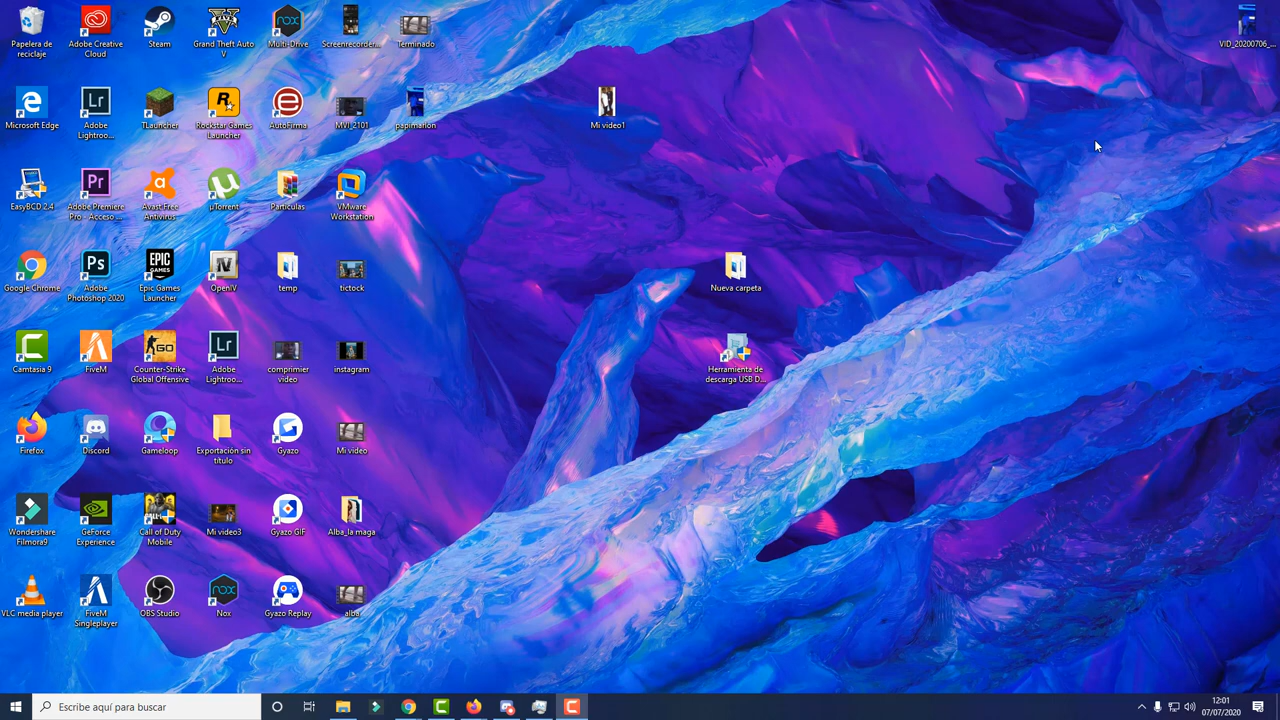 Papelera de
reciclaje
Adobe Creative
Cloud
Steam
Grand Theft Auto
V
Multi-Drive
Screenrecorder...
Terminado
VID_20200706_...
Microsoft Edge
Adobe
Lightroo...
TLauncher
Rockstar Games
Launcher
AutoFirma
MVI_2101
papimarion
Mi video1
EasyBCD 2.4
Adobe Premiere
Pro - Acceso ...
Avast Free
Antivirus
µTorrent
Particulas
VMware
Workstation
Google Chrome
Adobe
Photoshop 2020
Epic Games
Launcher
OpenIV
temp
tictock
Nueva carpeta
Camtasia 9
FiveM
Counter-Strike
Global Offensive
Adobe
Lightroo...
comprimier
video
instagram
Herramienta de
descarga USB D...
Firefox
Discord
Gameloop
Exportación sin
título
Gyazo
Mi video
Wondershare
Filmora9
GeForce
Experience
Call of Duty
Mobile
Mi video3
Gyazo GIF
Alba_la maga
VLC media player
FiveM
Singleplayer
OBS Studio
Nox
Gyazo Replay
alba
Escribe aquí para buscar
12:01
07/07/2020